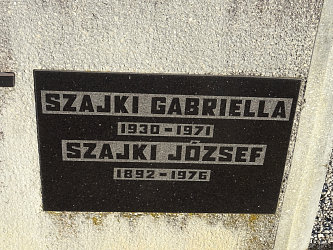 SZAJKI GABRIELLA
1930-1971
SZAJKI JÓZSEF
1892-1976